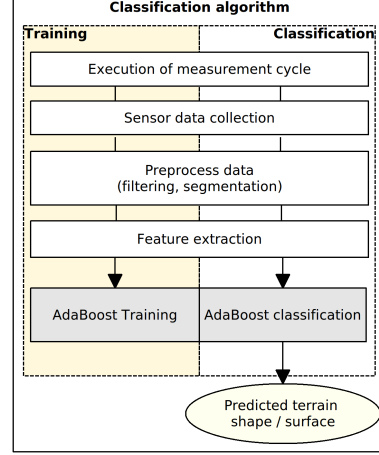 Classification algorithm
Training
Classification
Execution of measurement cycle
Sensor data collection
Preprocess data
(filtering, segmentation)
Feature extraction
AdaBoost Training
AdaBoost classification
Predicted terrain
shape / surface